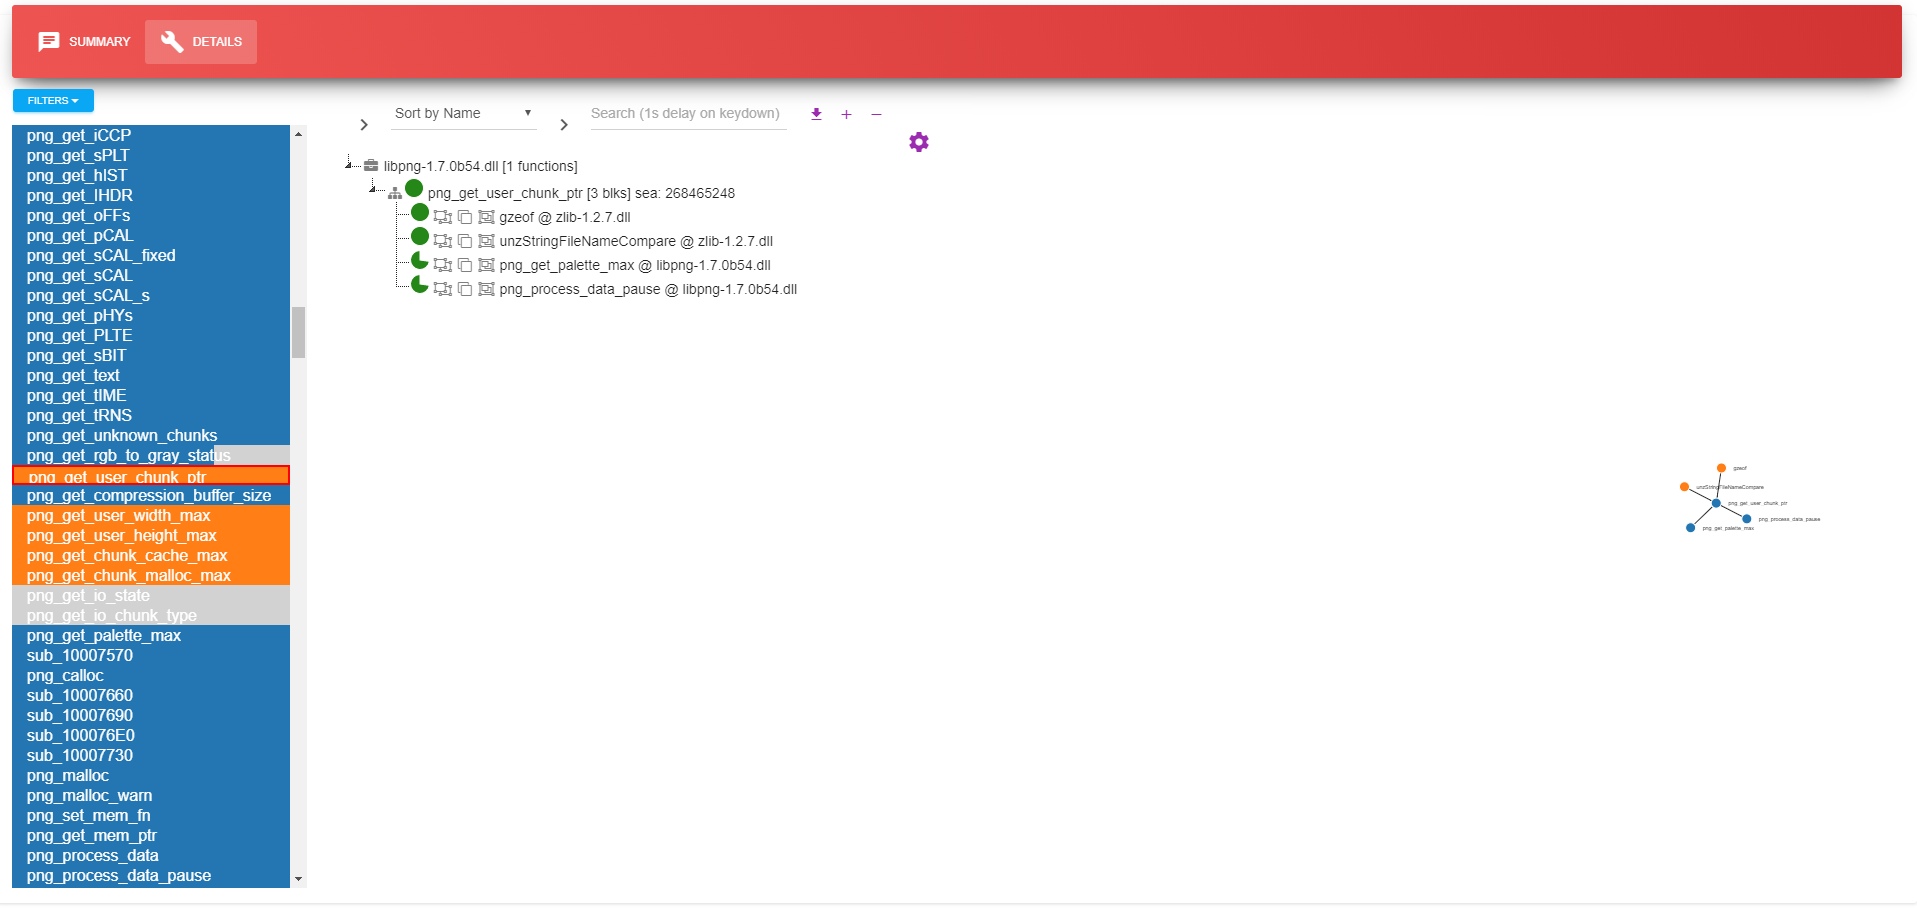 SUMMARY
DETAILS
FILTERS
png_get_iCCP
png_get_sPLT
png_get_hIST
png_get_IHDR
png_get_oFFs
png_get_pCAL
png_get_sCAL_fixed
png_get_sCAL
png_get_sCAL_s
png_get_pHYs
png_get_PLTE
png_get_sBIT
png_get_text
png_get_tIME
png_get_tRNS
png_get_unknown_chunks
png_get_rgb_to_gray_status
png_get_user_chunk_ptr
png_get_compression_buffer_size
png_get_user_width_max
png_get_user_height_max
png_get_chunk_cache_max
png_get_chunk_malloc_max
png_get_io_state
png_get_io_chunk_type
png_get_palette_max
sub_10007570
png_calloc
sub_10007660
sub_10007690
sub_100076E0
sub_10007730
png_malloc
png_malloc_warn
png_set_mem_fn
png_get_mem_ptr
png_process_data
png_process_data_pause
Sort by Name
Search (1s delay on keydown)
libpng-1.7.0b54.dll [1 functions]
png_get_user_chunk_ptr [3 blks] sea: 268465248
gzeof @ zlib-1.2.7.dll
unzStringFileNameCompare @ zlib-1.2.7.dll
png_get_palette_max @ libpng-1.7.0b54.dll
png_process_data_pause @ libpng-1.7.0b54.dll
gzeof
unzStringFileNameCompare
png_get_user_chunk_ptr
png_process_data_pause
png_get_palette_max